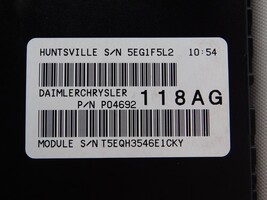 HUNTSVILLE S/N 5EG1F5L2 10:54
DAIMLERCHRYSLER
P/N P04692 118AG
MODULE S/N T5EQH3546E1CKY